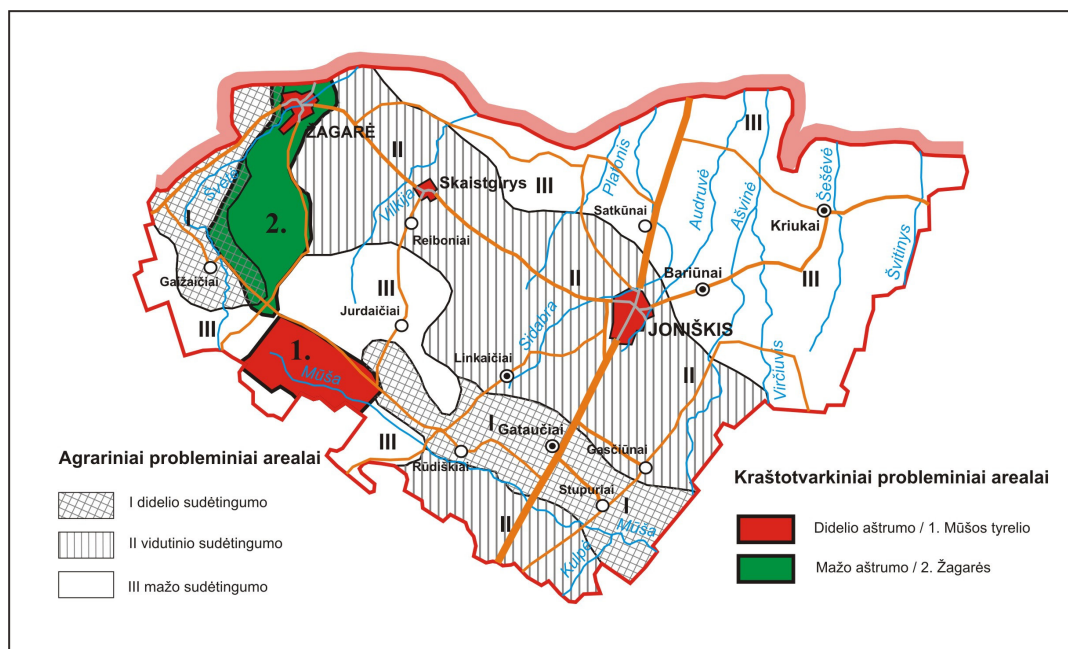 ŽAGARĖ
Švėtė
II
III
Skaistgirys
Vilkija
Platonis
Audruvė
Ašvinė
III
Šešėvė
Satkūnai
Kriukai
Švitinys
I
2.
Reiboniai
Gaižaičiai
II
Bariūnai
III
III
III
Jurdaičiai
Sidabra
JONIŠKIS
1.
Mūša
Linkaičiai
II
Virčiuvis
I
Gataučiai
III
Rūdiškiai
Gasčiūnai
Stupuriai
I
II
Mūša
Kulpė
Agrariniai probleminiai arealai
I didelio sudėtingumo
II vidutinio sudėtingumo
III mažo sudėtingumo
Kraštotvarkiniai probleminiai arealai
Didelio aštrumo / 1. Mūšos tyrelio
Mažo aštrumo / 2. Žagarės